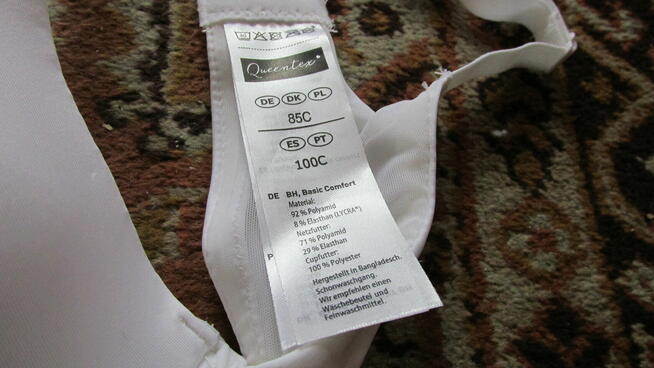 Queentex
DE DK PL
85C
ES PT
100C
DE BH, Basic Comfort
Material:
92 % Polyamid
8 % Elasthan (LYCRA®)
Netzfutter:
71 % Polyamid
29 % Elasthan
Cupfutter:
100 % Polyester
Hergestellt in Bangladesch.
Schonwaschgang.
Wir empfehlen einen
Wäschebeutel und
Feinwaschmittel.